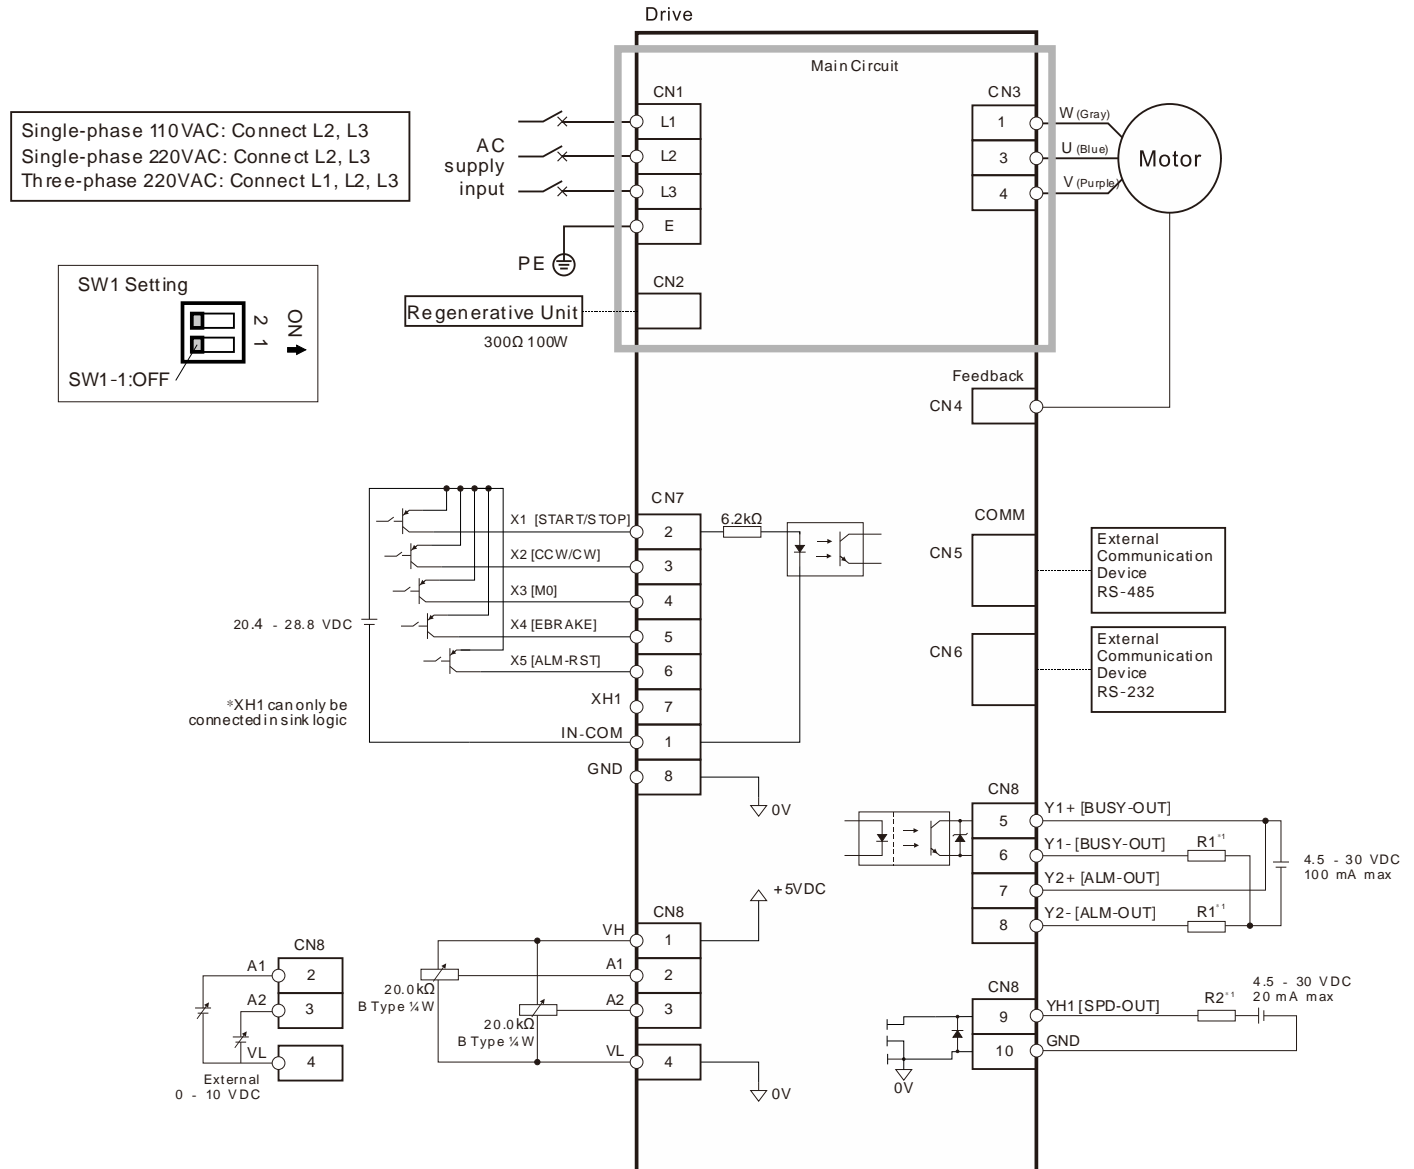 Drive
Main Circuit
CN1
L1
L2
L3
E
AC
supply
input
PE
CN2
Regenerative Unit
300Ω 100W
CN3
1
3
4
W (Gray)
U (Blue)
V (Purple)
Motor
Single-phase 110VAC: Connect L2, L3
Single-phase 220VAC: Connect L2, L3
Three-phase 220VAC: Connect L1, L2, L3
SW1 Setting
2
1
ON
SW1-1:OFF
Feedback
CN4
CN7
X1 [START/STOP]
2
X2 [CCW/CW]
3
X3 [M0]
4
X4 [EBRAKE]
5
X5 [ALM-RST]
6
XH1
7
IN-COM
1
GND
8
0V
6.2kΩ
20.4 - 28.8 VDC
*XH1 can only be
connected in sink logic
COMM
CN5
External
Communication
Device
RS-485
CN6
External
Communication
Device
RS-232
CN8
5
Y1+ [BUSY-OUT]
6
Y1- [BUSY-OUT]
R1*1
7
Y2+ [ALM-OUT]
8
Y2- [ALM-OUT]
R1*1
4.5 - 30 VDC
100 mA max
+5VDC
CN8
VH
1
A1
2
A2
3
VL
4
0V
20.0kΩ
B Type ¼W
20.0kΩ
B Type ¼W
CN8
A1
2
A2
3
VL
4
External
0 - 10 VDC
CN8
9
YH1 [SPD-OUT]
R2*1
4.5 - 30 VDC
20 mA max
10
GND
0V